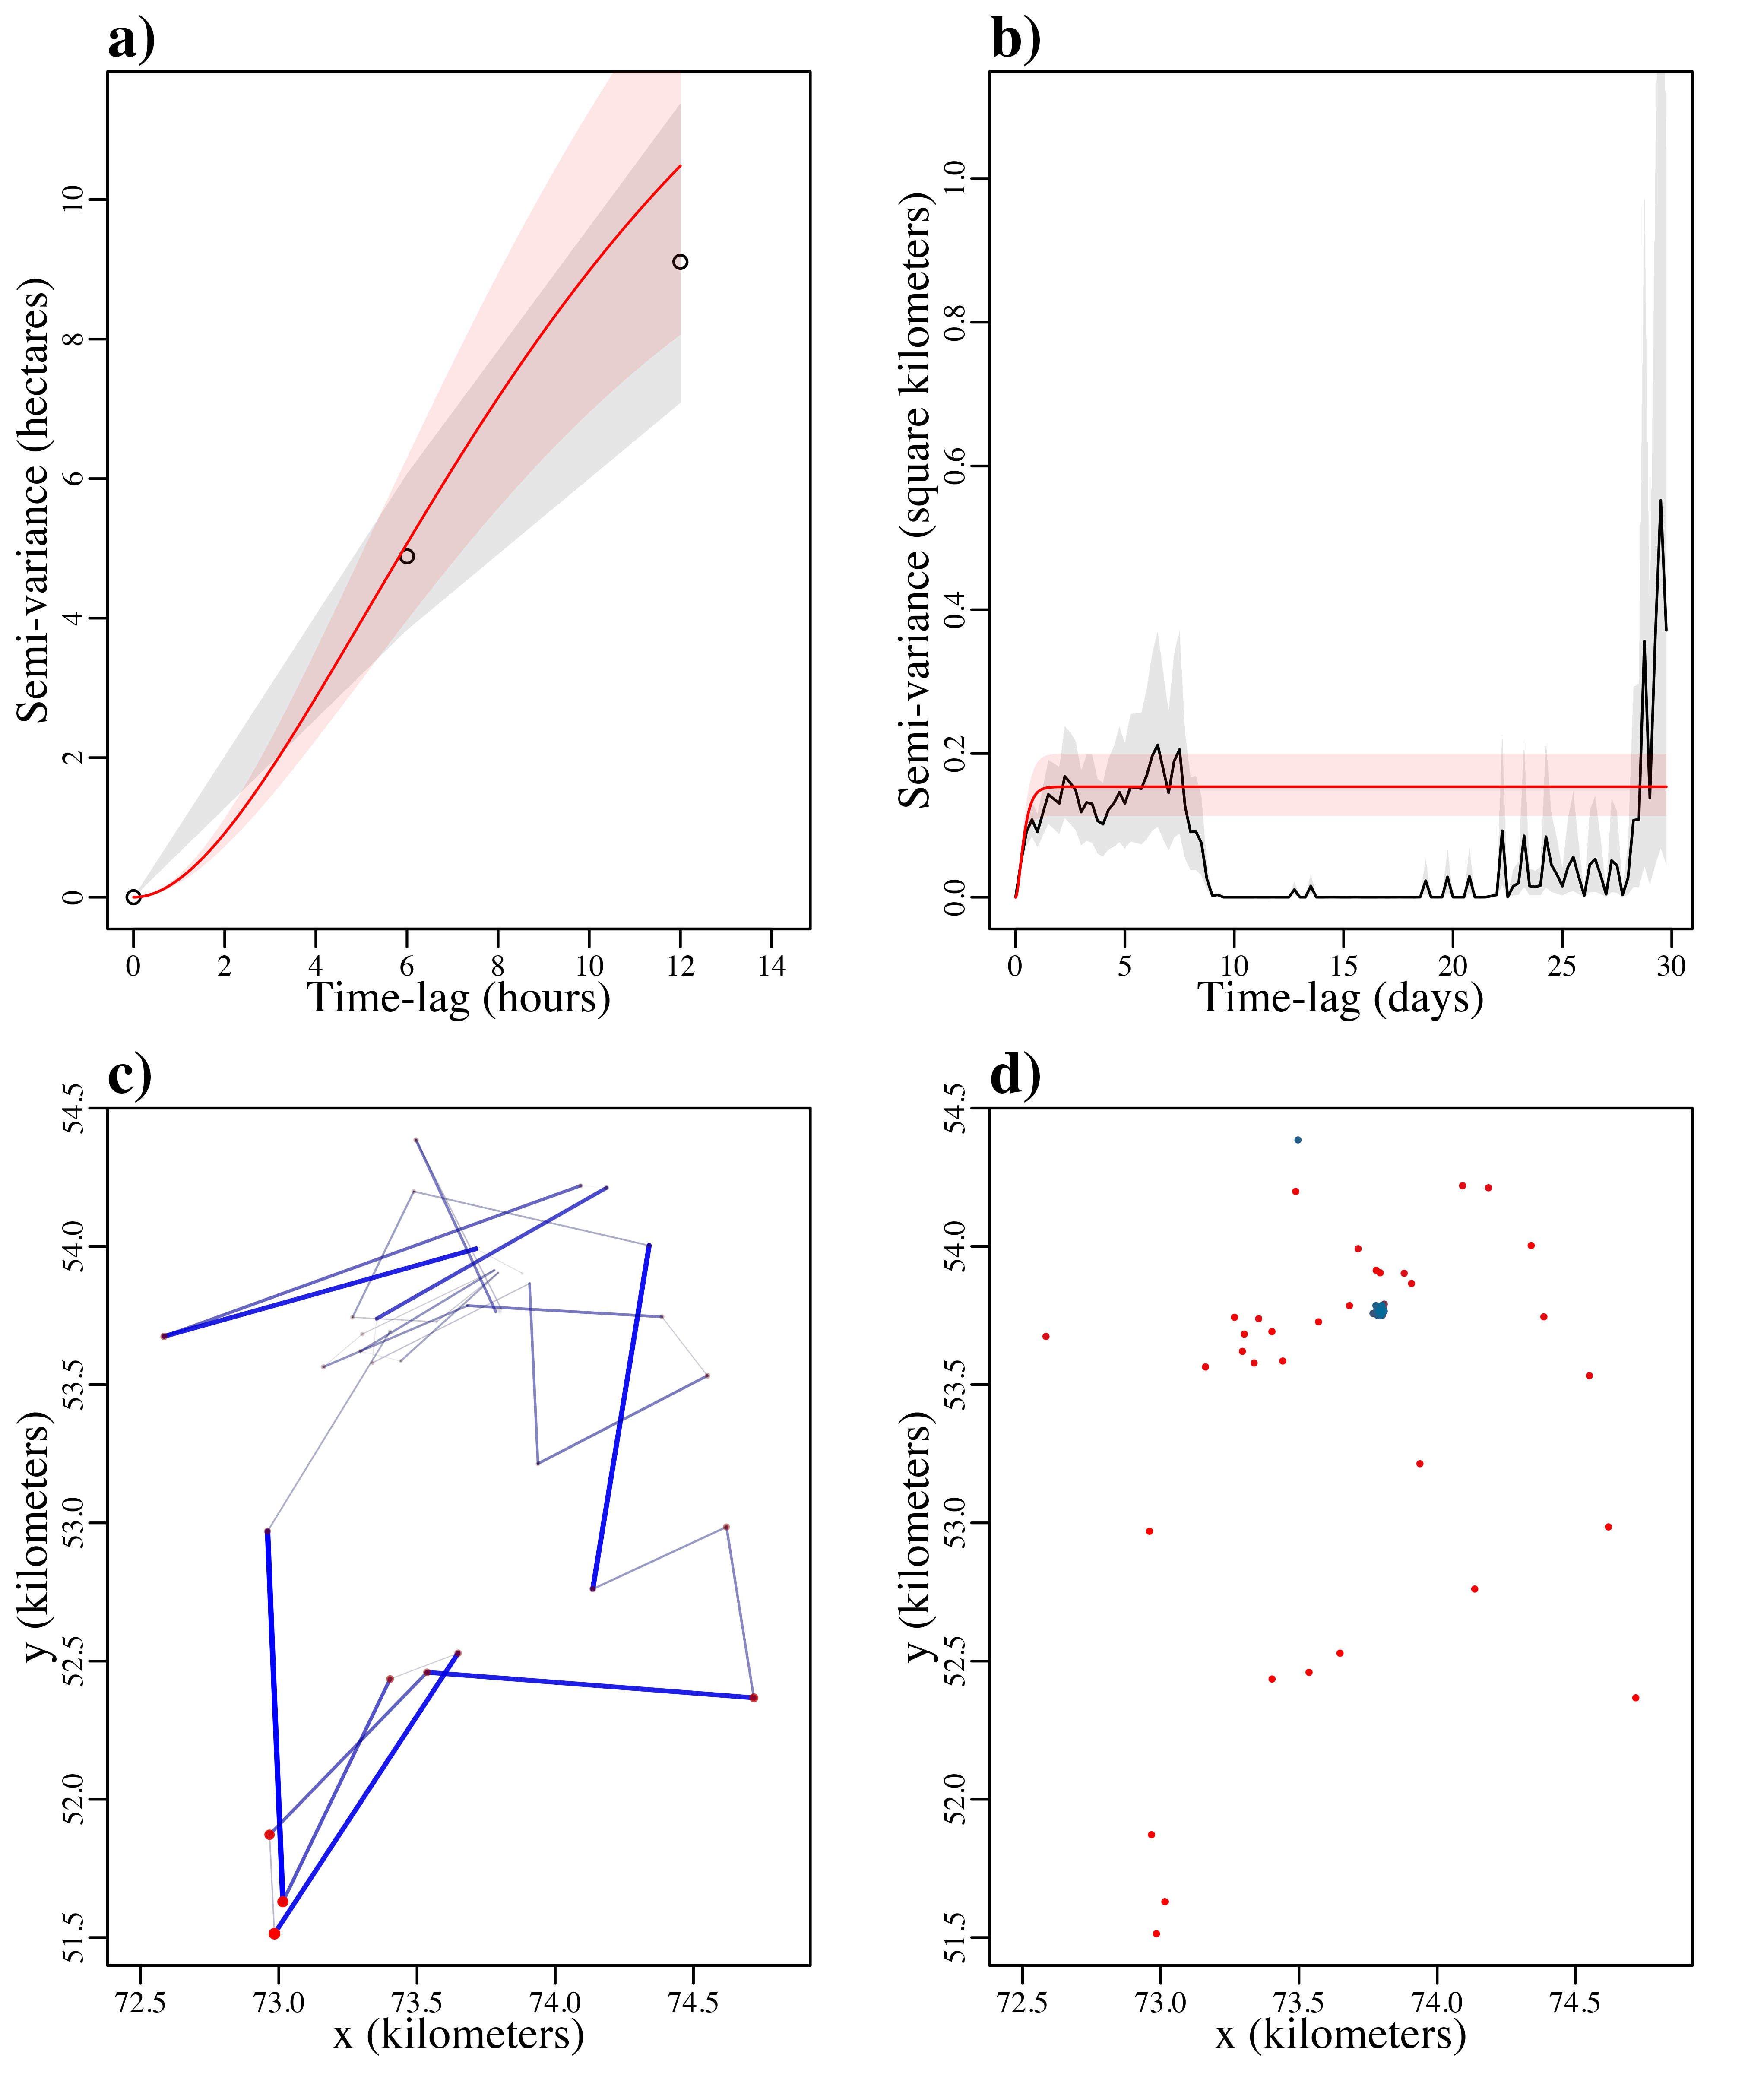 a)
Semi-variance (hectares)
0 2 4 6 8 10
0 2 4 6 8 10 12 14
Time-lag (hours)
b)
Semi-variance (square kilometers)
0.0 0.2 0.4 0.6 0.8 1.0
0 5 10 15 20 25 30
Time-lag (days)
c)
y (kilometers)
51.5 52.0 52.5 53.0 53.5 54.0 54.5
72.5 73.0 73.5 74.0 74.5
x (kilometers)
d)
y (kilometers)
51.5 52.0 52.5 53.0 53.5 54.0 54.5
72.5 73.0 73.5 74.0 74.5
x (kilometers)